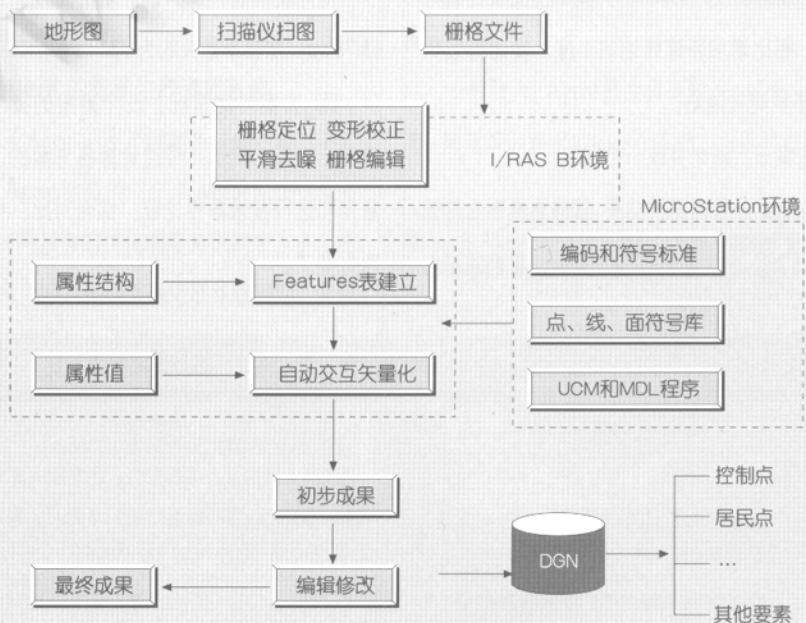 地形图
扫描仪扫图
栅格文件
栅格定位 变形校正
平滑去噪 栅格编辑
I/RAS B环境
MicroStation环境
编码和符号标准
属性结构
Features表建立
点、线、面符号库
属性值
自动交互矢量化
UCM和MDL程序
初步成果
控制点
居民点
DGN
…
最终成果
编辑修改
其他要素